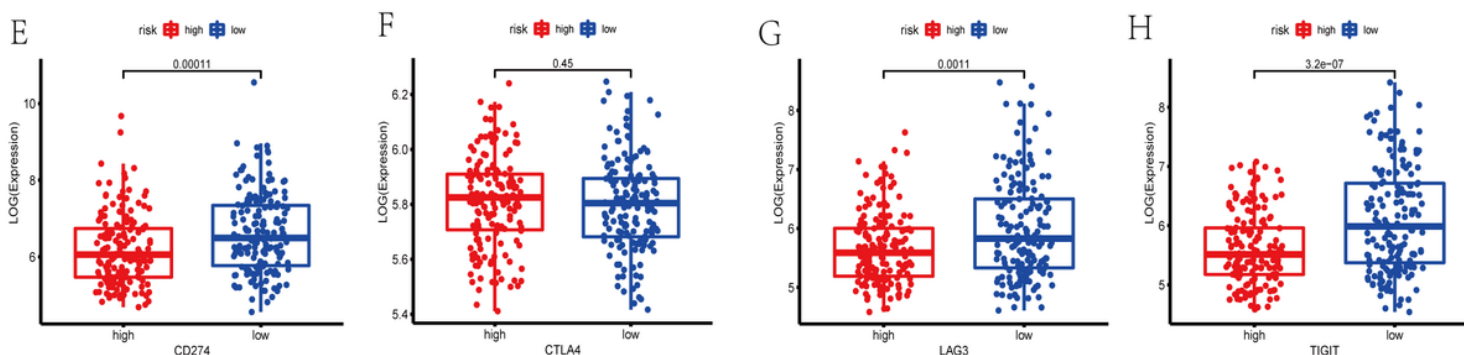 E
risk high low
0.00011
LOG(Expression)
10
8
6
high low
CD274
F
risk high low
0.45
LOG(Expression)
6.2
6.0
5.8
5.6
5.4
high low
CTLA4
G
risk high low
0.0011
LOG(Expression)
8
7
6
5
high low
LAG3
H
risk high low
3.2e-07
LOG(Expression)
8
7
6
5
high low
TIGIT